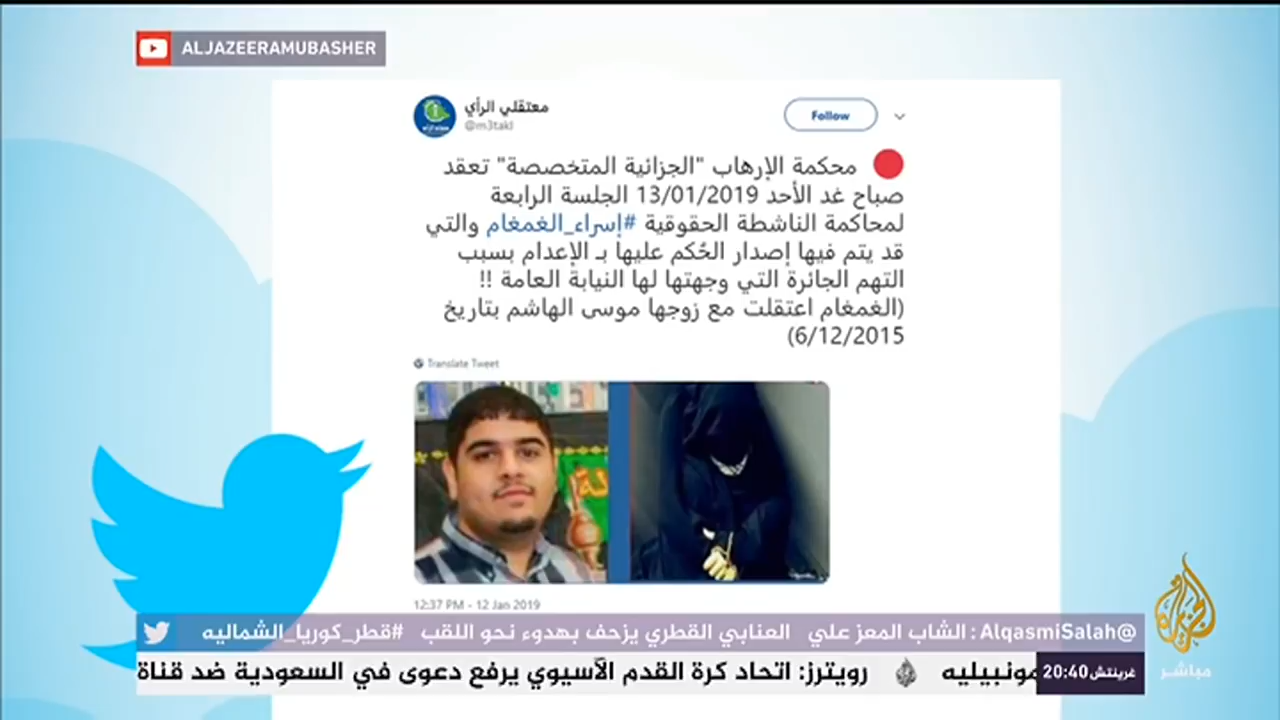 ALJAZEERAMUBASHER
معتقلي الرأي
@m3takl
Follow
محكمة الإرهاب "الجزائية المتخصصة" تعقد
صباح غد الأحد 13/01/2019 الجلسة الرابعة
لمحاكمة الناشطة الحقوقية #إسراء_الغمغام والتي
قد يتم فيها إصدار الحُكم عليها بـ الإعدام بسبب
التهم الجائرة التي وجهتها لها النيابة العامة !!
(الغمغام اعتقلت مع زوجها موسى الهاشم بتاريخ
6/12/2015)
Translate Tweet
12:37 PM - 12 Jan 2019
@AlqasmiSalah : الشاب المعز علي العنابي القطري يزحف بهدوء نحو اللقب #قطر_كوريا_الشماليه
غرينتش 20:40 مونبيليه رويترز: اتحاد كرة القدم الآسيوي يرفع دعوى في السعودية ضد قناة
مباشر